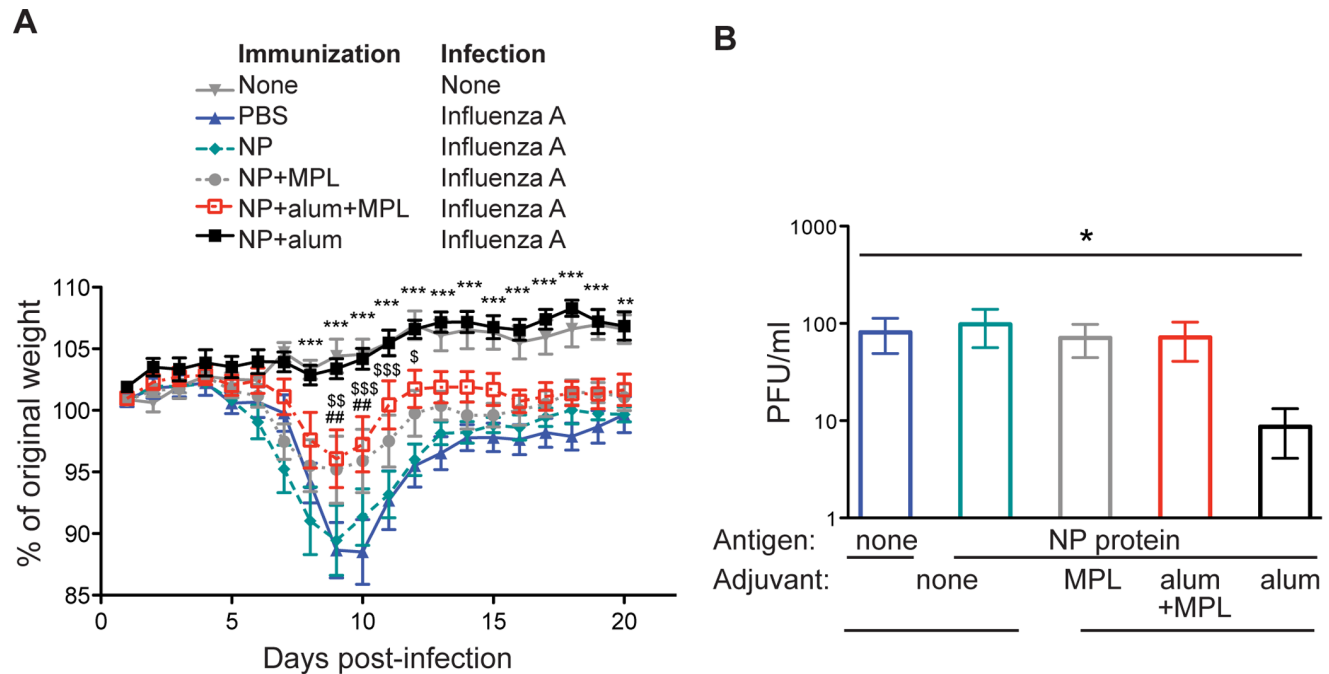 A
Immunization Infection
None None
PBS Influenza A
NP Influenza A
NP+MPL Influenza A
NP+alum+MPL Influenza A
NP+alum Influenza A
% of original weight
110
105
100
95
90
85
*** *** *** *** *** *** *** *** *** *** *** **
$$ $$$ $$$ $
## ##
0 5 10 15 20
Days post-infection
B
*
PFU/ml
1000
100
10
1
Antigen: none NP protein
Adjuvant: none MPL alum +MPL alum